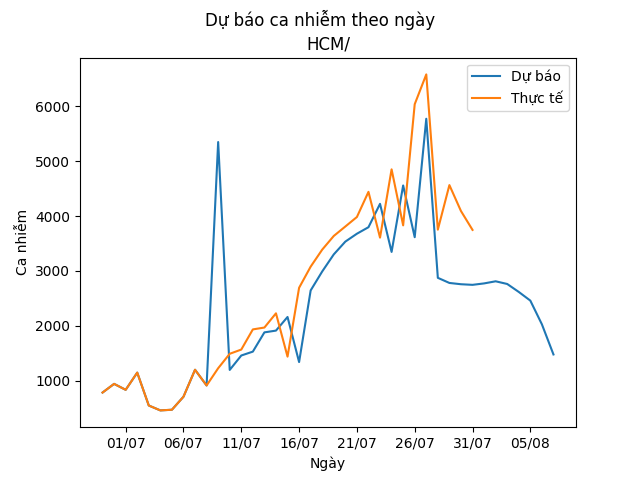 Dự báo ca nhiễm theo ngày
HCM/
Dự báo
Thực tế
Ca nhiễm
6000
5000
4000
3000
2000
1000
01/07 06/07 11/07 16/07 21/07 26/07 31/07 05/08
Ngày